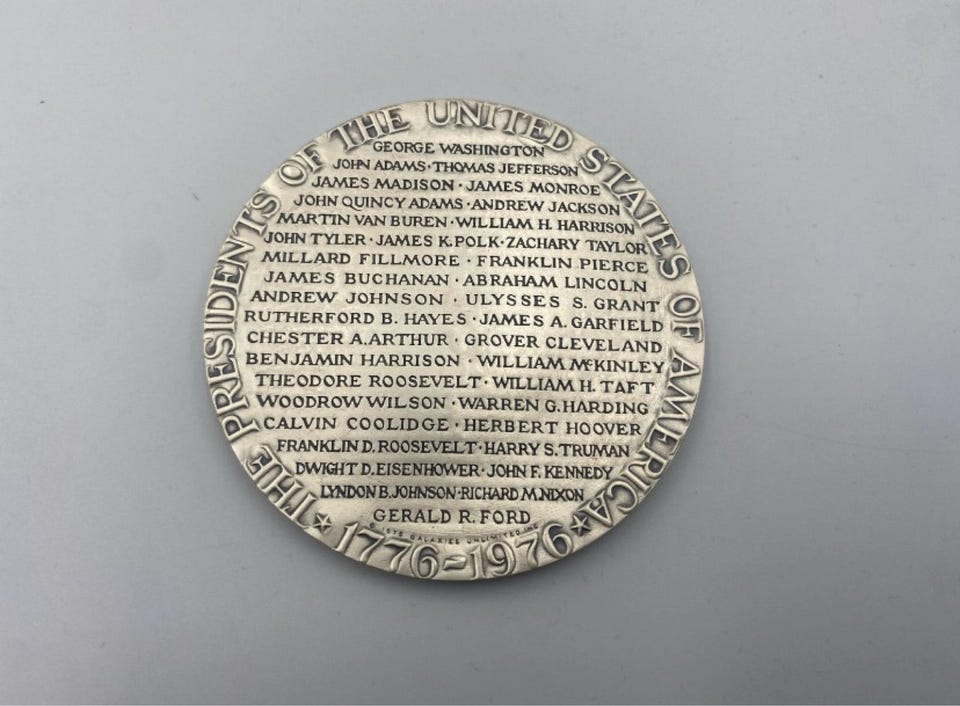 THE PRESIDENTS OF THE UNITED STATES OF AMERICA
GEORGE WASHINGTON
JOHN ADAMS · THOMAS JEFFERSON
JAMES MADISON · JAMES MONROE
JOHN QUINCY ADAMS · ANDREW JACKSON
MARTIN VAN BUREN · WILLIAM H. HARRISON
JOHN TYLER · JAMES K. POLK · ZACHARY TAYLOR
MILLARD FILLMORE · FRANKLIN PIERCE
JAMES BUCHANAN · ABRAHAM LINCOLN
ANDREW JOHNSON · ULYSSES S. GRANT
RUTHERFORD B. HAYES · JAMES A. GARFIELD
CHESTER A. ARTHUR · GROVER CLEVELAND
BENJAMIN HARRISON · WILLIAM McKINLEY
THEODORE ROOSEVELT · WILLIAM H. TAFT
WOODROW WILSON · WARREN G. HARDING
CALVIN COOLIDGE · HERBERT HOOVER
FRANKLIN D. ROOSEVELT · HARRY S. TRUMAN
DWIGHT D. EISENHOWER · JOHN F. KENNEDY
LYNDON B. JOHNSON · RICHARD M. NIXON
GERALD R. FORD
© GALAXIES UNLIMITED, INC
★ 1776-1976 ★